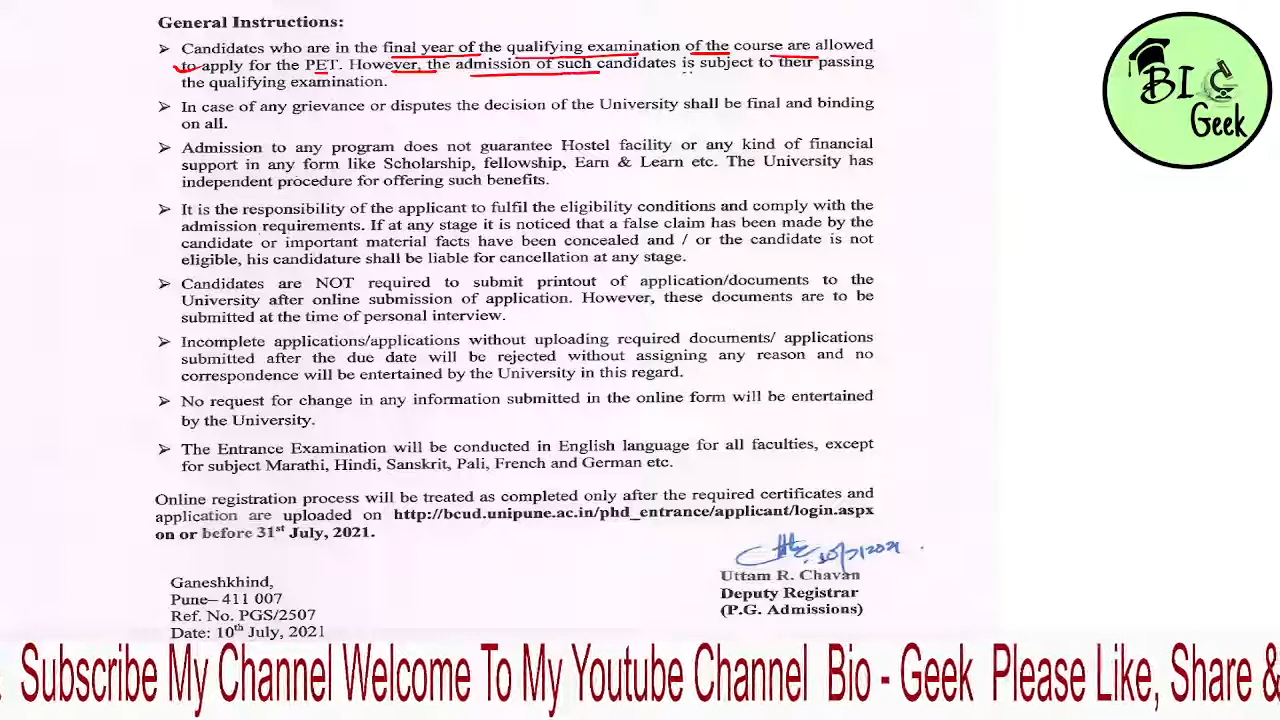 General Instructions:
➢ Candidates who are in the final year of the qualifying examination of the course are allowed
to apply for the PET. However, the admission of such candidates is subject to their passing
the qualifying examination.
➢ In case of any grievance or disputes the decision of the University shall be final and binding
on all.
➢ Admission to any program does not guarantee Hostel facility or any kind of financial
support in any form like Scholarship, fellowship, Earn & Learn etc. The University has
independent procedure for offering such benefits.
➢ It is the responsibility of the applicant to fulfil the eligibility conditions and comply with the
admission requirements. If at any stage it is noticed that a false claim has been made by the
candidate or important material facts have been concealed and / or the candidate is not
eligible, his candidature shall be liable for cancellation at any stage.
➢ Candidates are NOT required to submit printout of application/documents to the
University after online submission of application. However, these documents are to be
submitted at the time of personal interview.
➢ Incomplete applications/applications without uploading required documents/ applications
submitted after the due date will be rejected without assigning any reason and no
correspondence will be entertained by the University in this regard.
➢ No request for change in any information submitted in the online form will be entertained
by the University.
➢ The Entrance Examination will be conducted in English language for all faculties, except
for subject Marathi, Hindi, Sanskrit, Pali, French and German etc.
Online registration process will be treated as completed only after the required certificates and
application are uploaded on http://bcud.unipune.ac.in/phd_entrance/applicant/login.aspx
on or before 31st July, 2021.
Uttam R. Chavan
Deputy Registrar
(P.G. Admissions)
Ganeshkhind,
Pune– 411 007
Ref. No. PGS/2507
Date: 10th July, 2021
BIO
Geek
Subscribe My Channel Welcome To My Youtube Channel Bio - Geek Please Like, Share &